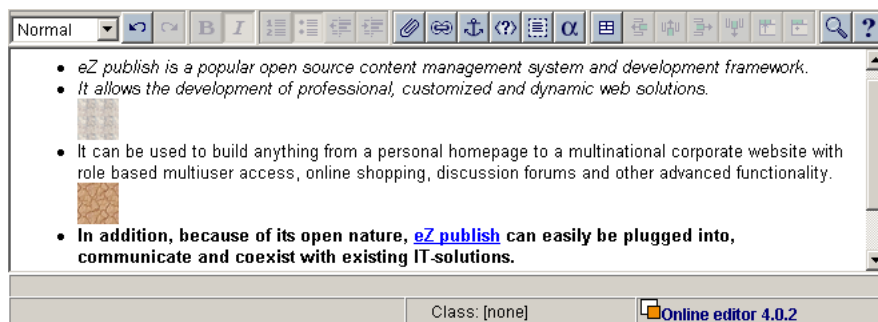 Normal B I <?> α ?
• eZ publish is a popular open source content management system and development framework.
• It allows the development of professional, customized and dynamic web solutions.
• It can be used to build anything from a personal homepage to a multinational corporate website with
role based multiuser access, online shopping, discussion forums and other advanced functionality.
• In addition, because of its open nature, eZ publish can easily be plugged into,
communicate and coexist with existing IT-solutions.
Class: [none] Online editor 4.0.2